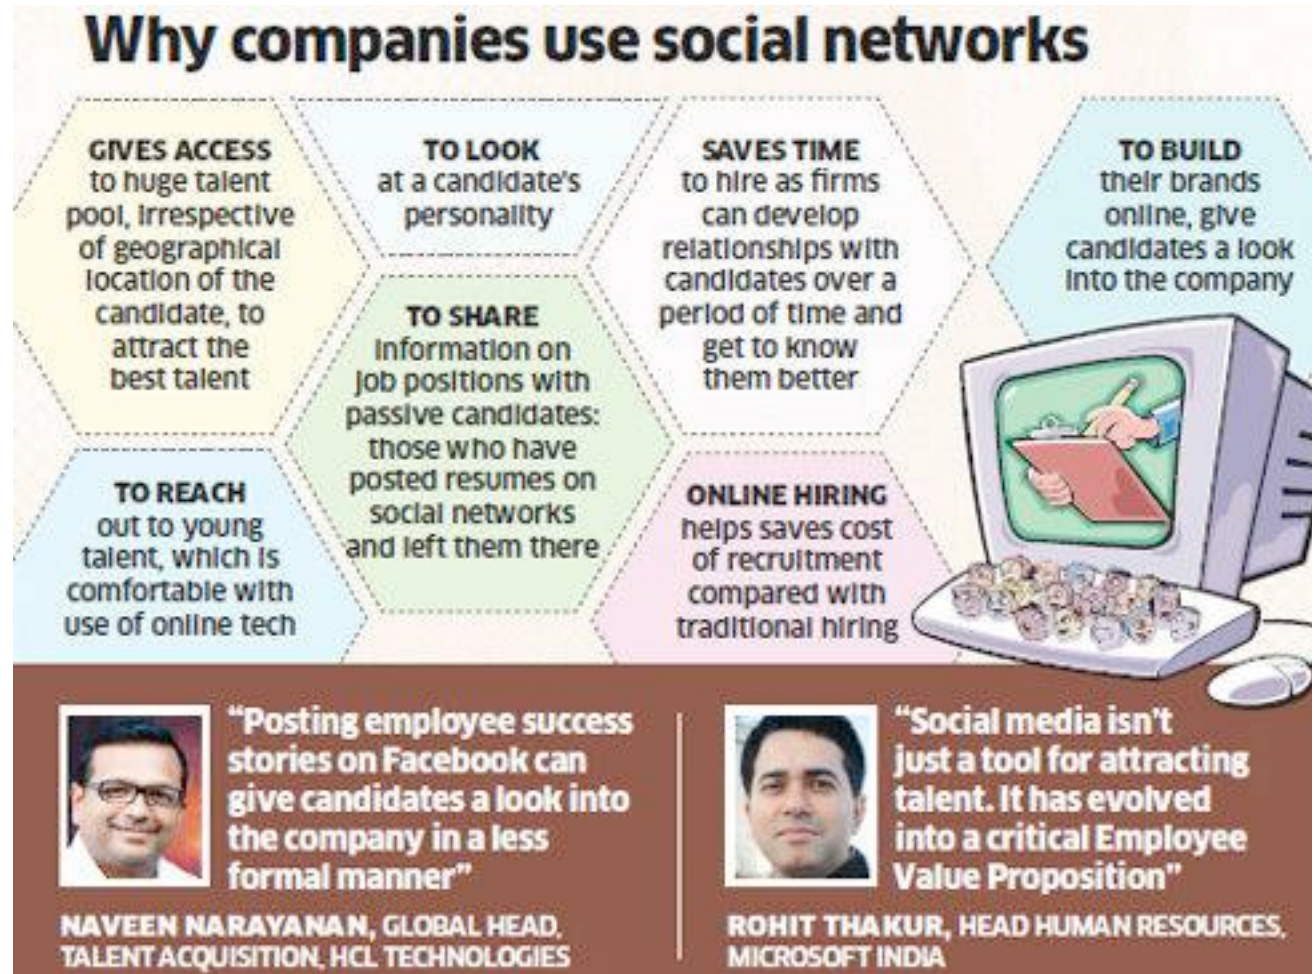 Why companies use social networks
GIVES ACCESS
to huge talent
pool, irrespective
of geographical
location of the
candidate, to
attract the
best talent
TO LOOK
at a candidate's
personality
SAVES TIME
to hire as firms
can develop
relationships with
candidates over a
period of time and
get to know
them better
TO BUILD
their brands
online, give
candidates a look
into the company
TO SHARE
information on
job positions with
passive candidates:
those who have
posted resumes on
social networks
and left them there
TO REACH
out to young
talent, which is
comfortable with
use of online tech
ONLINE HIRING
helps saves cost
of recruitment
compared with
traditional hiring
“Posting employee success
stories on Facebook can
give candidates a look into
the company in a less
formal manner”
NAVEEN NARAYANAN, GLOBAL HEAD,
TALENT ACQUISITION, HCL TECHNOLOGIES
“Social media isn't
just a tool for attracting
talent. It has evolved
into a critical Employee
Value Proposition”
ROHIT THAKUR, HEAD HUMAN RESOURCES,
MICROSOFT INDIA